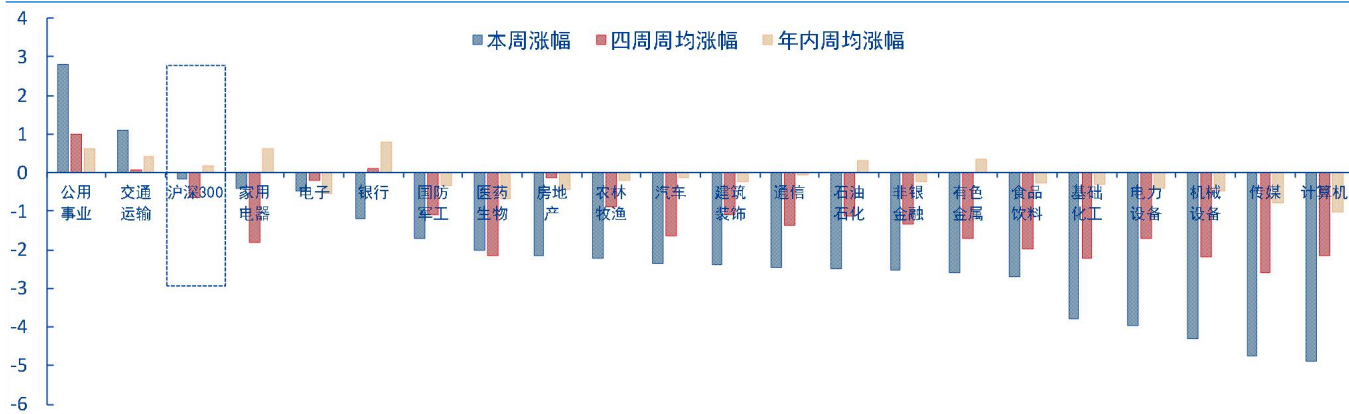 4
3
2
1
0
-1
-2
-3
-4
-5
-6
本周涨幅 四周周均涨幅 年内周均涨幅
公用
事业
交通
运输
沪深300
家用
电器
电子
银行
国防
军工
医药
生物
房地
产
农林
牧渔
汽车
建筑
装饰
通信
石油
石化
非银
金融
有色
金属
食品
饮料
基础
化工
电力
设备
机械
设备
传媒
计算机